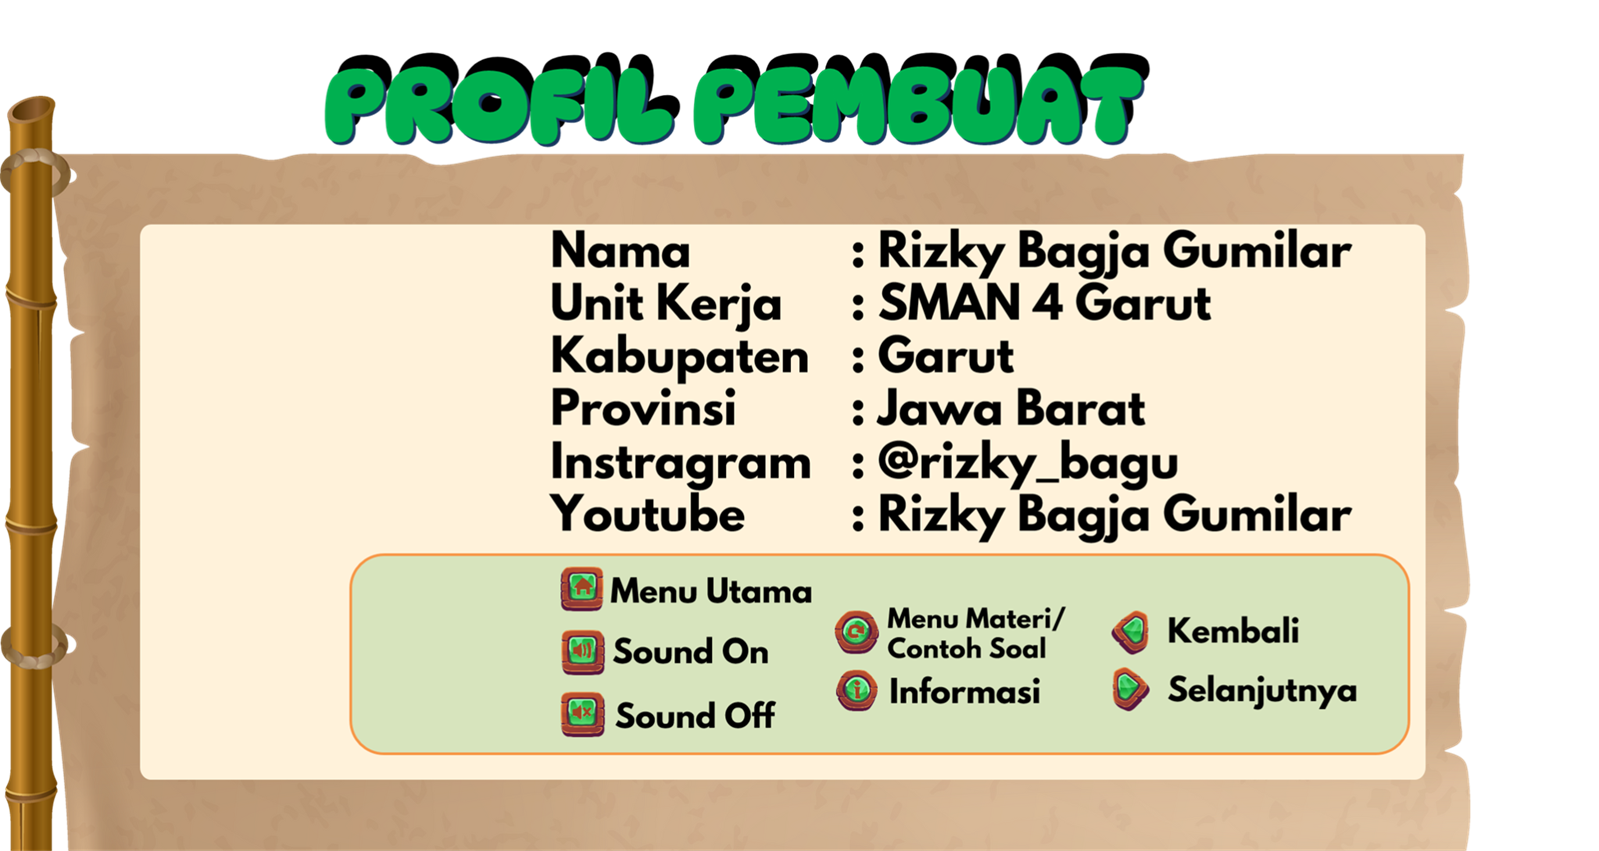 PROFIL PEMBUAT
Nama : Rizky Bagja Gumilar
Unit Kerja : SMAN 4 Garut
Kabupaten : Garut
Provinsi : Jawa Barat
Instragram : @rizky_bagu
Youtube : Rizky Bagja Gumilar
Menu Utama
Sound On
Sound Off
Menu Materi/
Contoh Soal
Informasi
Kembali
Selanjutnya